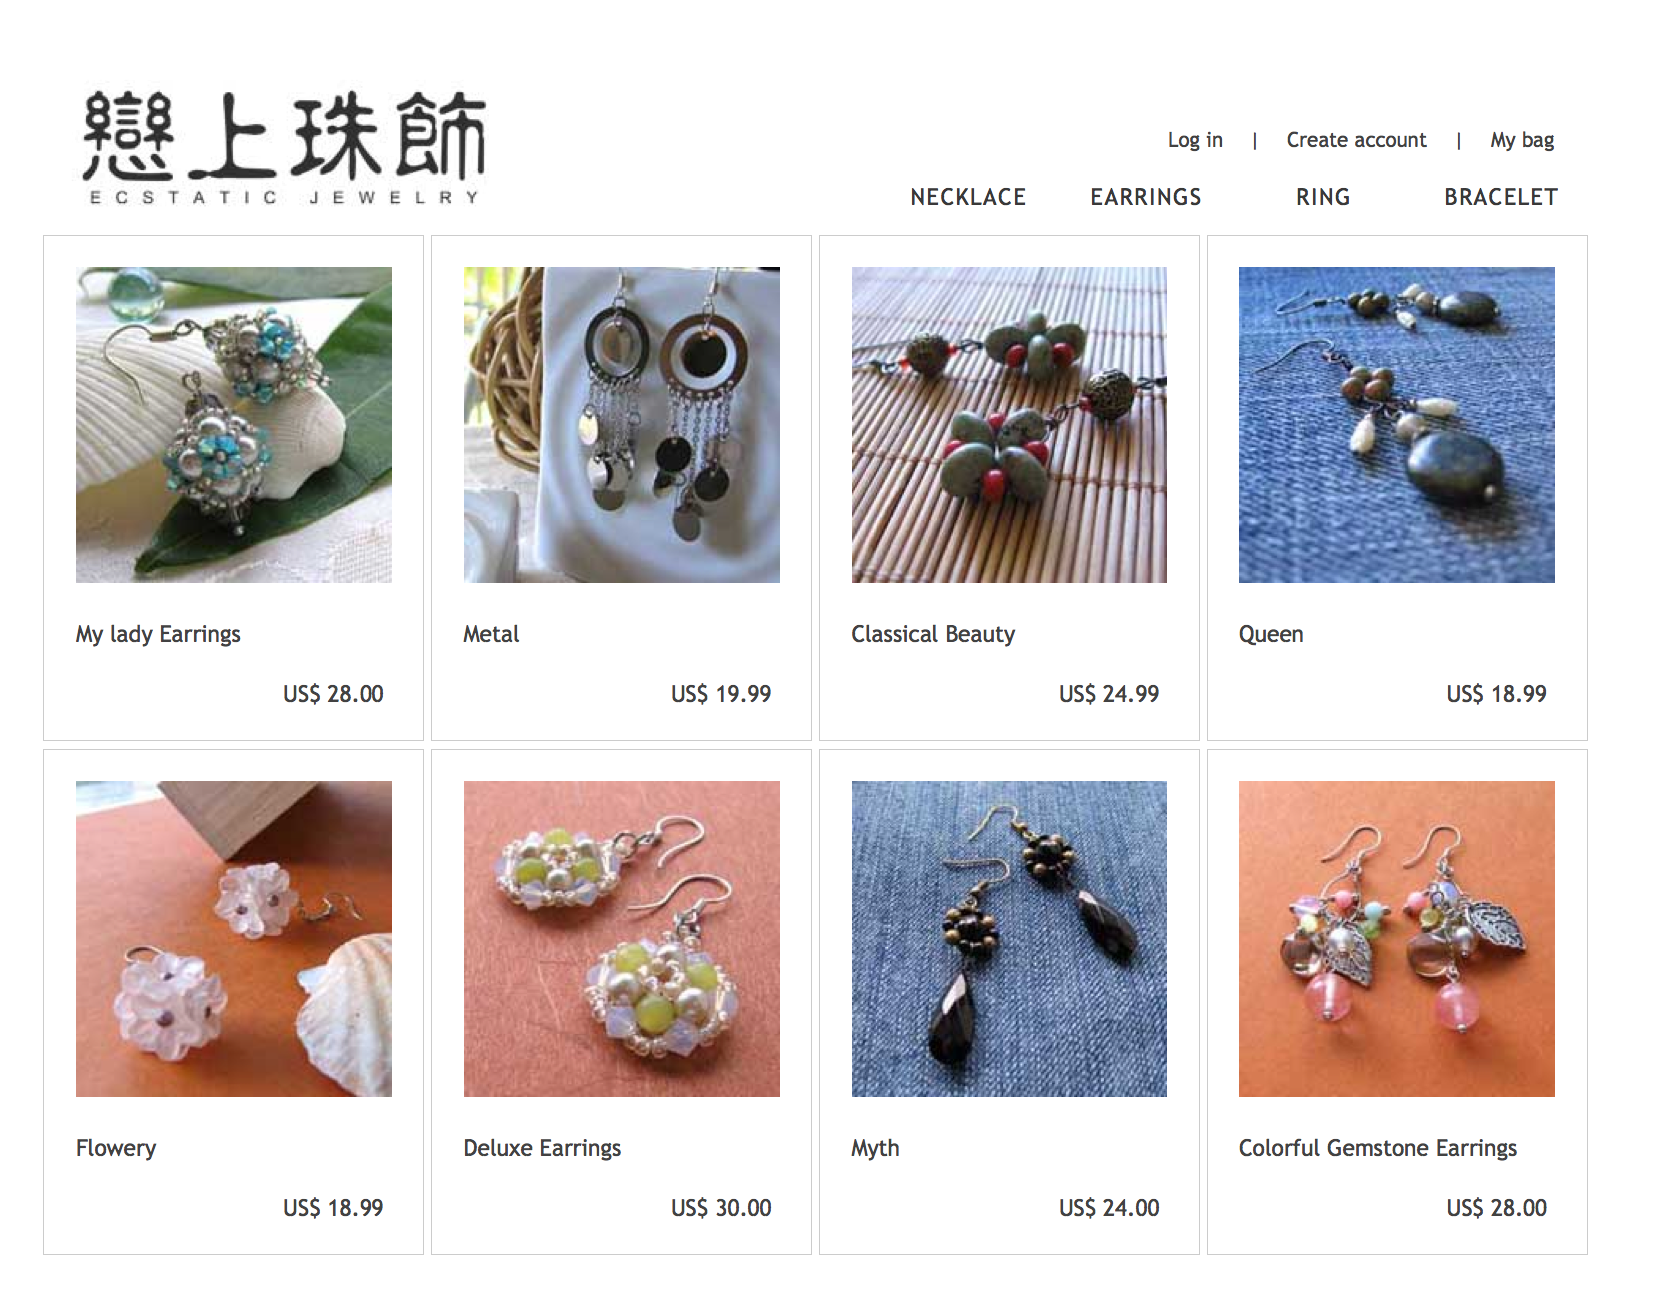 戀上珠飾
ECSTATIC JEWELRY
Log in | Create account | My bag
NECKLACE EARRINGS RING BRACELET
My lady Earrings
US$ 28.00
Metal
US$ 19.99
Classical Beauty
US$ 24.99
Queen
US$ 18.99
Flowery
US$ 18.99
Deluxe Earrings
US$ 30.00
Myth
US$ 24.00
Colorful Gemstone Earrings
US$ 28.00